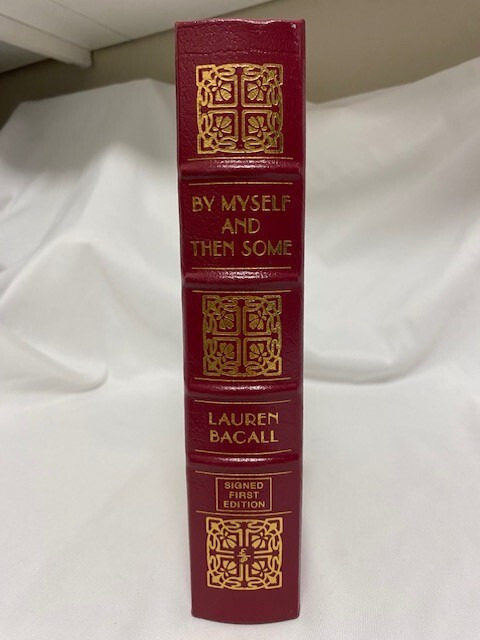 BY MYSELF
AND
THEN SOME
LAUREN
BACALL
SIGNED
FIRST
EDITION